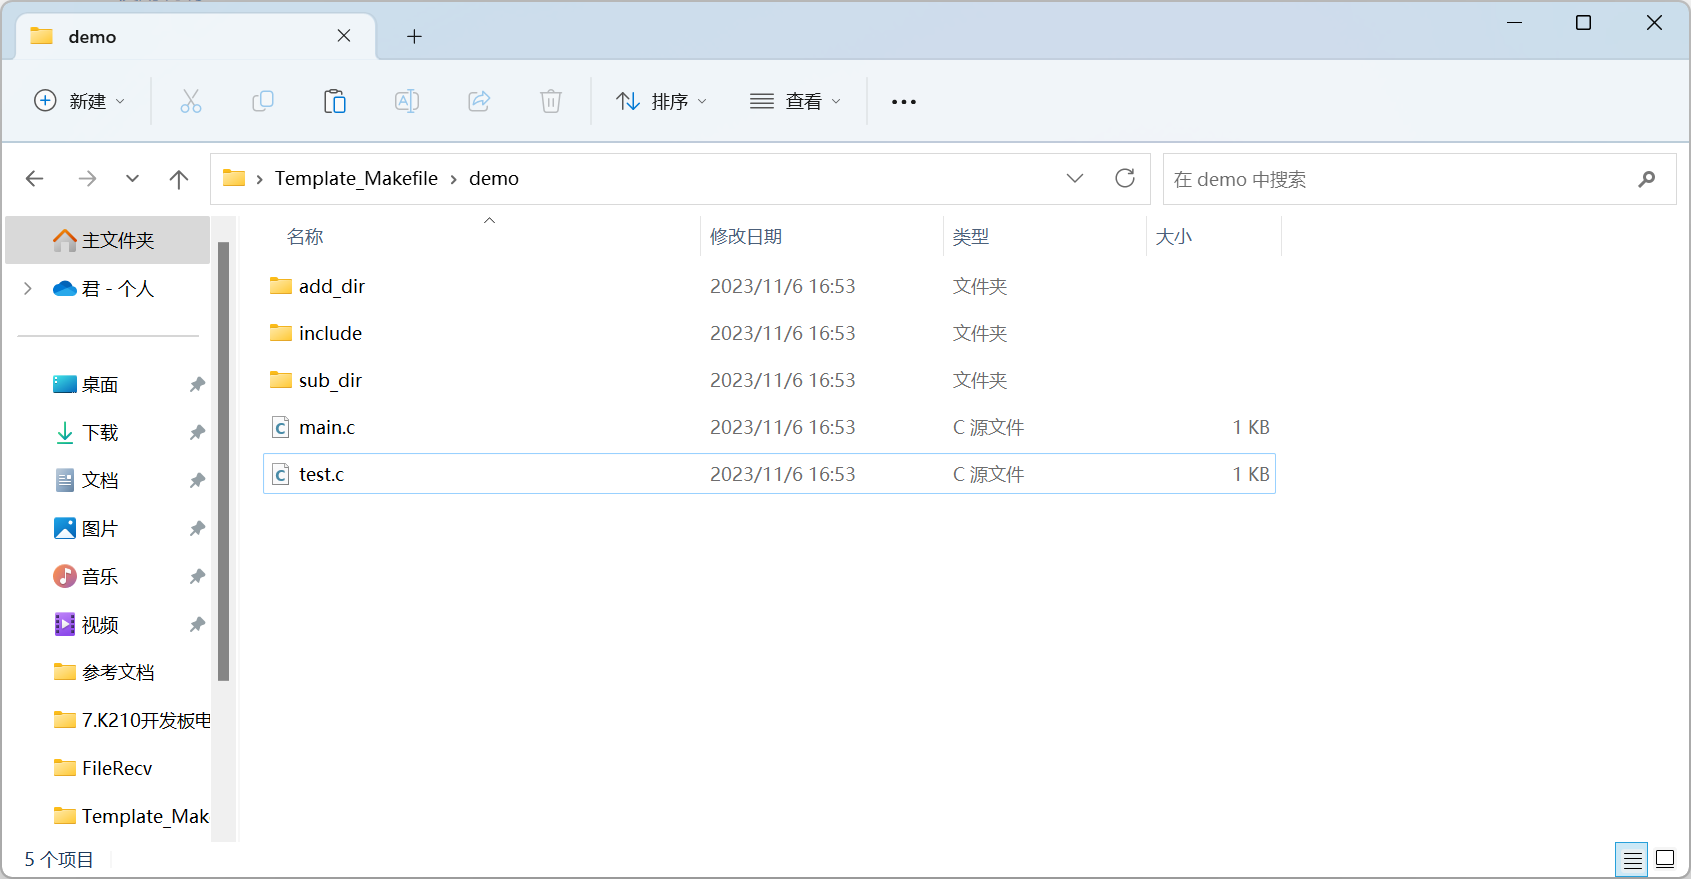 demo
新建
排序
查看
Template_Makefile
demo
在 demo 中搜索
主文件夹
君 - 个人
桌面
下载
文档
图片
音乐
视频
参考文档
7.K210开发板电
FileRecv
Template_Mak
名称 修改日期 类型 大小
add_dir 2023/11/6 16:53 文件夹
include 2023/11/6 16:53 文件夹
sub_dir 2023/11/6 16:53 文件夹
main.c 2023/11/6 16:53 C 源文件 1 KB
test.c 2023/11/6 16:53 C 源文件 1 KB
5 个项目